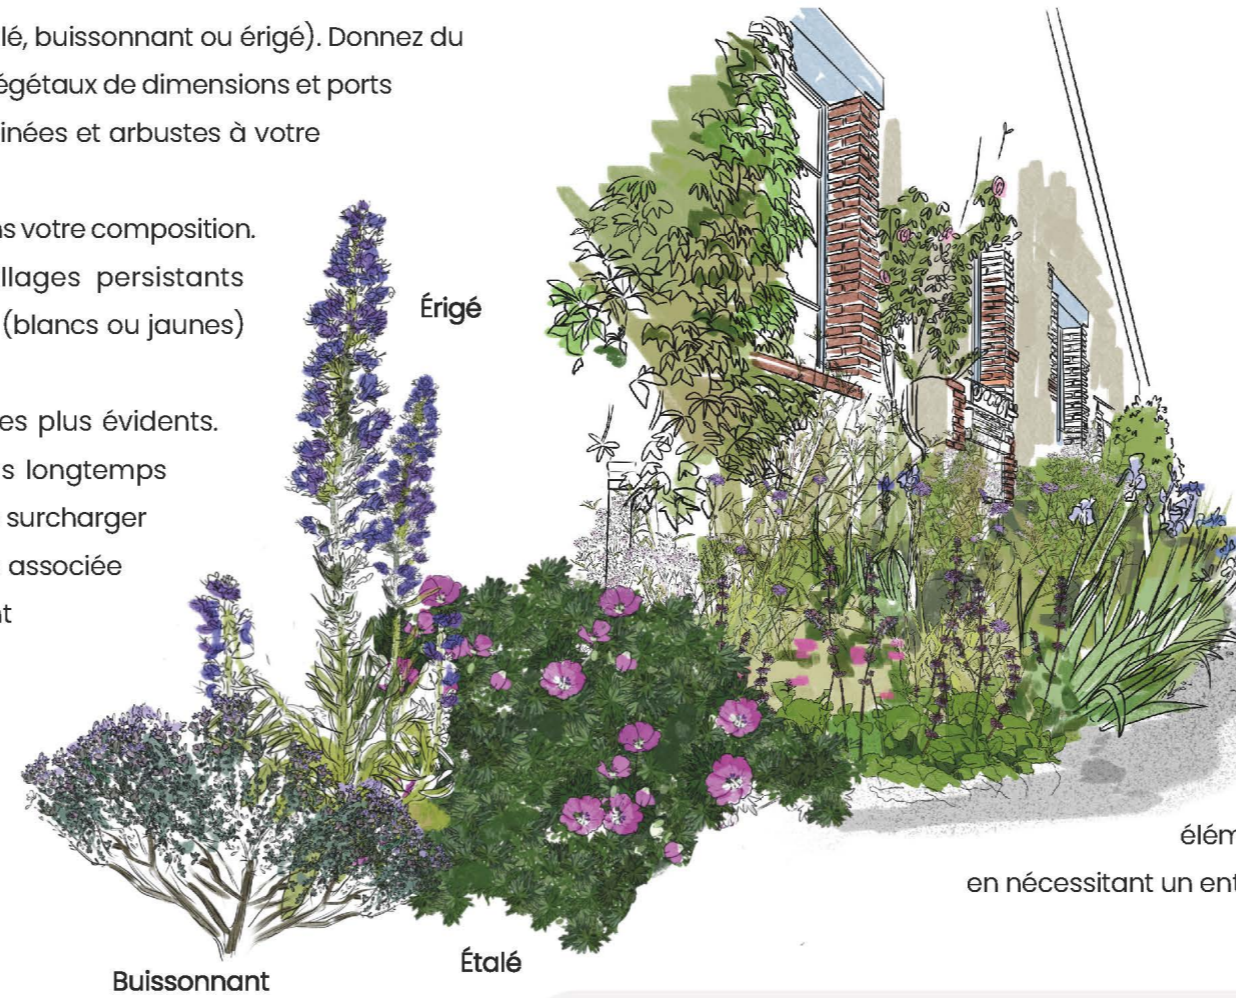 lé, buissonnant ou érigé). Donnez du
égétaux de dimensions et ports
inées et arbustes à votre
s votre composition.
illages persistants
(blancs ou jaunes)
es plus évidents.
s longtemps
surcharger
associée
t
Érigé
Étalé
Buissonnant
élém
en nécessitant un ent